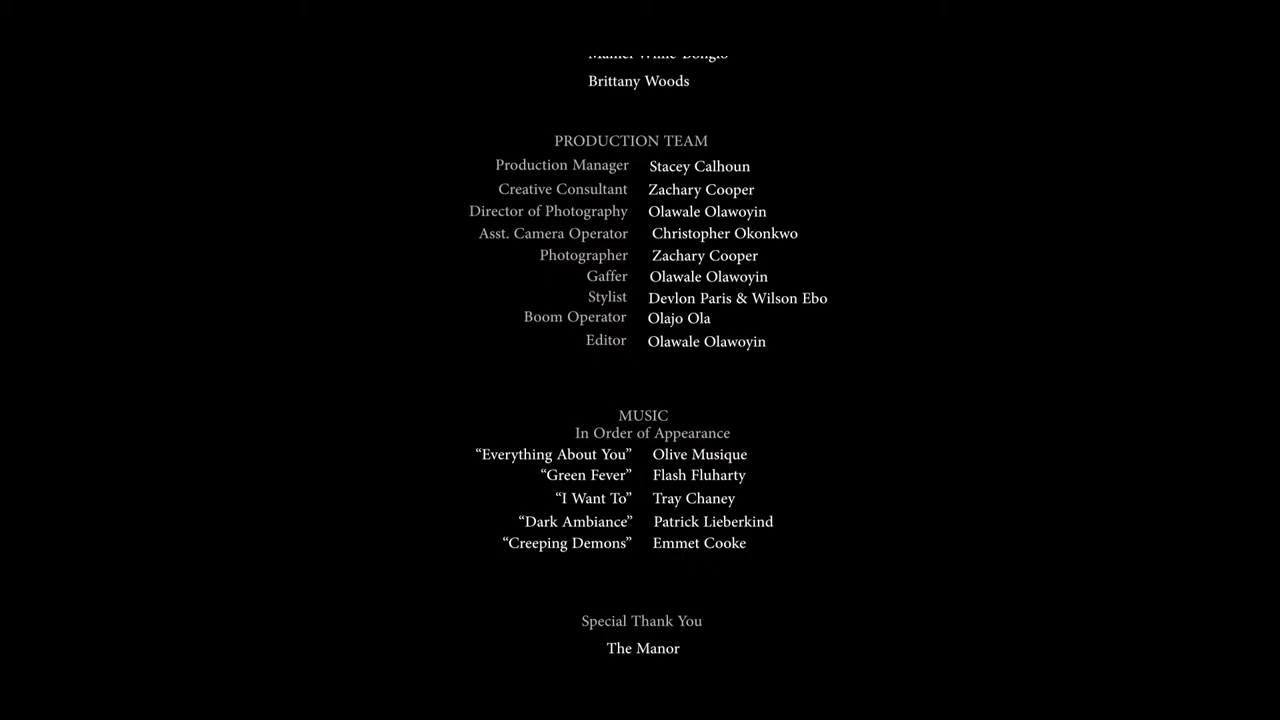 Brittany Woods
PRODUCTION TEAM
Production Manager Stacey Calhoun
Creative Consultant Zachary Cooper
Director of Photography Olawale Olawoyin
Asst. Camera Operator Christopher Okonkwo
Photographer Zachary Cooper
Gaffer Olawale Olawoyin
Stylist Devlon Paris & Wilson Ebo
Boom Operator Olajo Ola
Editor Olawale Olawoyin
MUSIC
In Order of Appearance
“Everything About You” Olive Musique
“Green Fever” Flash Fluharty
“I Want To” Tray Chaney
“Dark Ambiance” Patrick Lieberkind
“Creeping Demons” Emmet Cooke
Special Thank You
The Manor